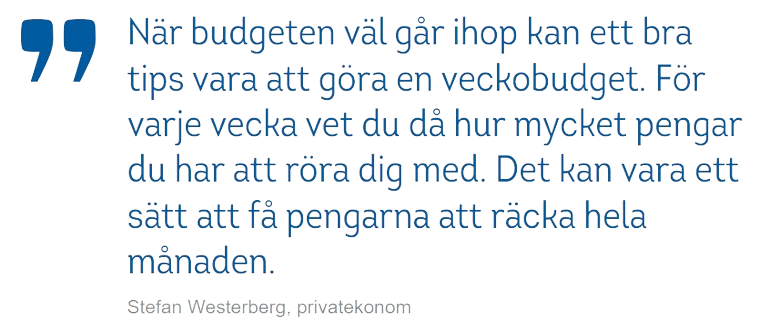 När budgeten väl går ihop kan ett bra
tips vara att göra en veckobudget. För
varje vecka vet du då hur mycket pengar
du har att röra dig med. Det kan vara ett
sätt att få pengarna att räcka hela
månaden.
Stefan Westerberg, privatekonom